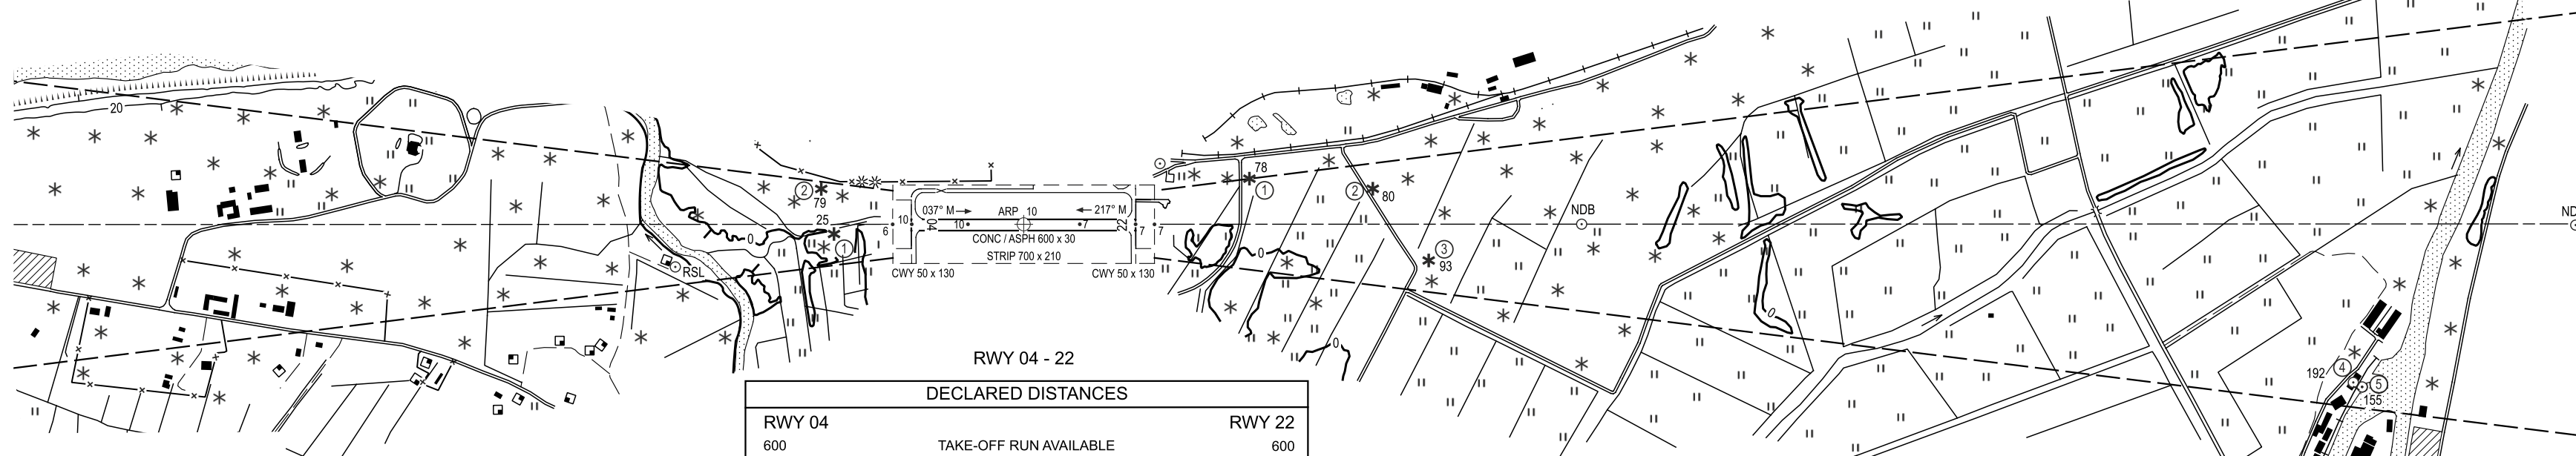 20
78
1
2
79
2
80
25
1
0
037° M
ARP 10
217° M
NDB
ND
10
04
10
7
22
6
7
7
CONC / ASPH 600 x 30
STRIP 700 x 210
0
3
93
RSL
CWY 50 x 130
CWY 50 x 130
0
0
RWY 04 - 22
192
4
5
155
DECLARED DISTANCES
RWY 04 RWY 22
600 TAKE-OFF RUN AVAILABLE 600